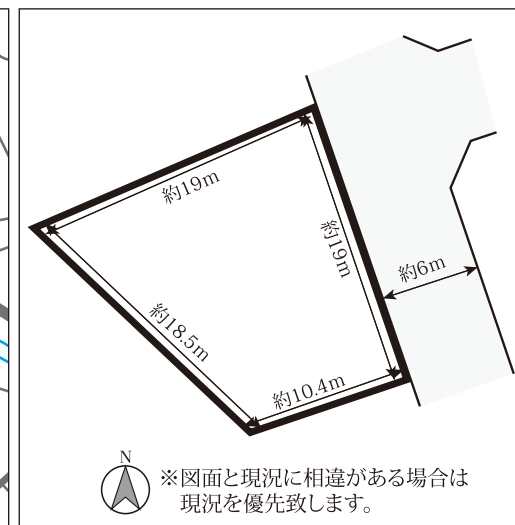 約19m
約19m
約6m
約18.5m
約10.4m
N
※図面と現況に相違がある場合は
現況を優先致します。